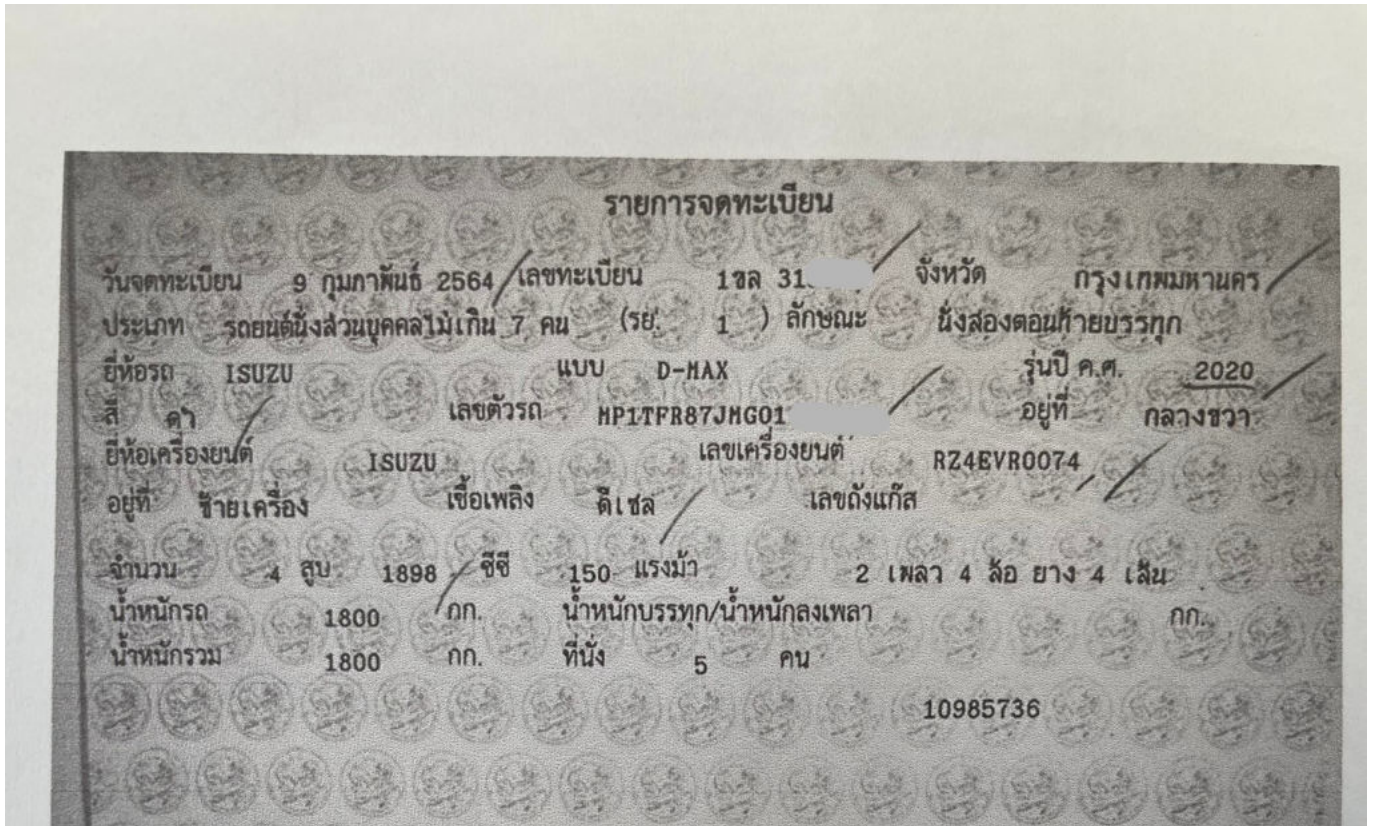 รายการจดทะเบียน
วันจดทะเบียน 9 กุมภาพันธ์ 2564 เลขทะเบียน 1ขล 31 จังหวัด กรุงเทพมหานคร
ประเภท รถยนต์นั่งส่วนบุคคลไม่เกิน 7 คน (รย. 1 ) ลักษณะ นั่งสองตอนท้ายบรรทุก
ยี่ห้อรถ ISUZU แบบ D-MAX รุ่นปี ค.ศ. 2020
สี ดำ เลขตัวรถ MP1TFR87JMG01 อยู่ที่ กลางขวา
ยี่ห้อเครื่องยนต์ ISUZU เลขเครื่องยนต์ RZ4EVR0074
อยู่ที่ ซ้ายเครื่อง เชื้อเพลิง ดีเซล เลขถังแก๊ส
จำนวน 4 สูบ 1898 ซีซี 150 แรงม้า 2 เพลา 4 ล้อ ยาง 4 เส้น
น้ำหนักรถ 1800 กก. น้ำหนักบรรทุก/น้ำหนักลงเพลา กก.
น้ำหนักรวม 1800 กก. ที่นั่ง 5 คน
10985736